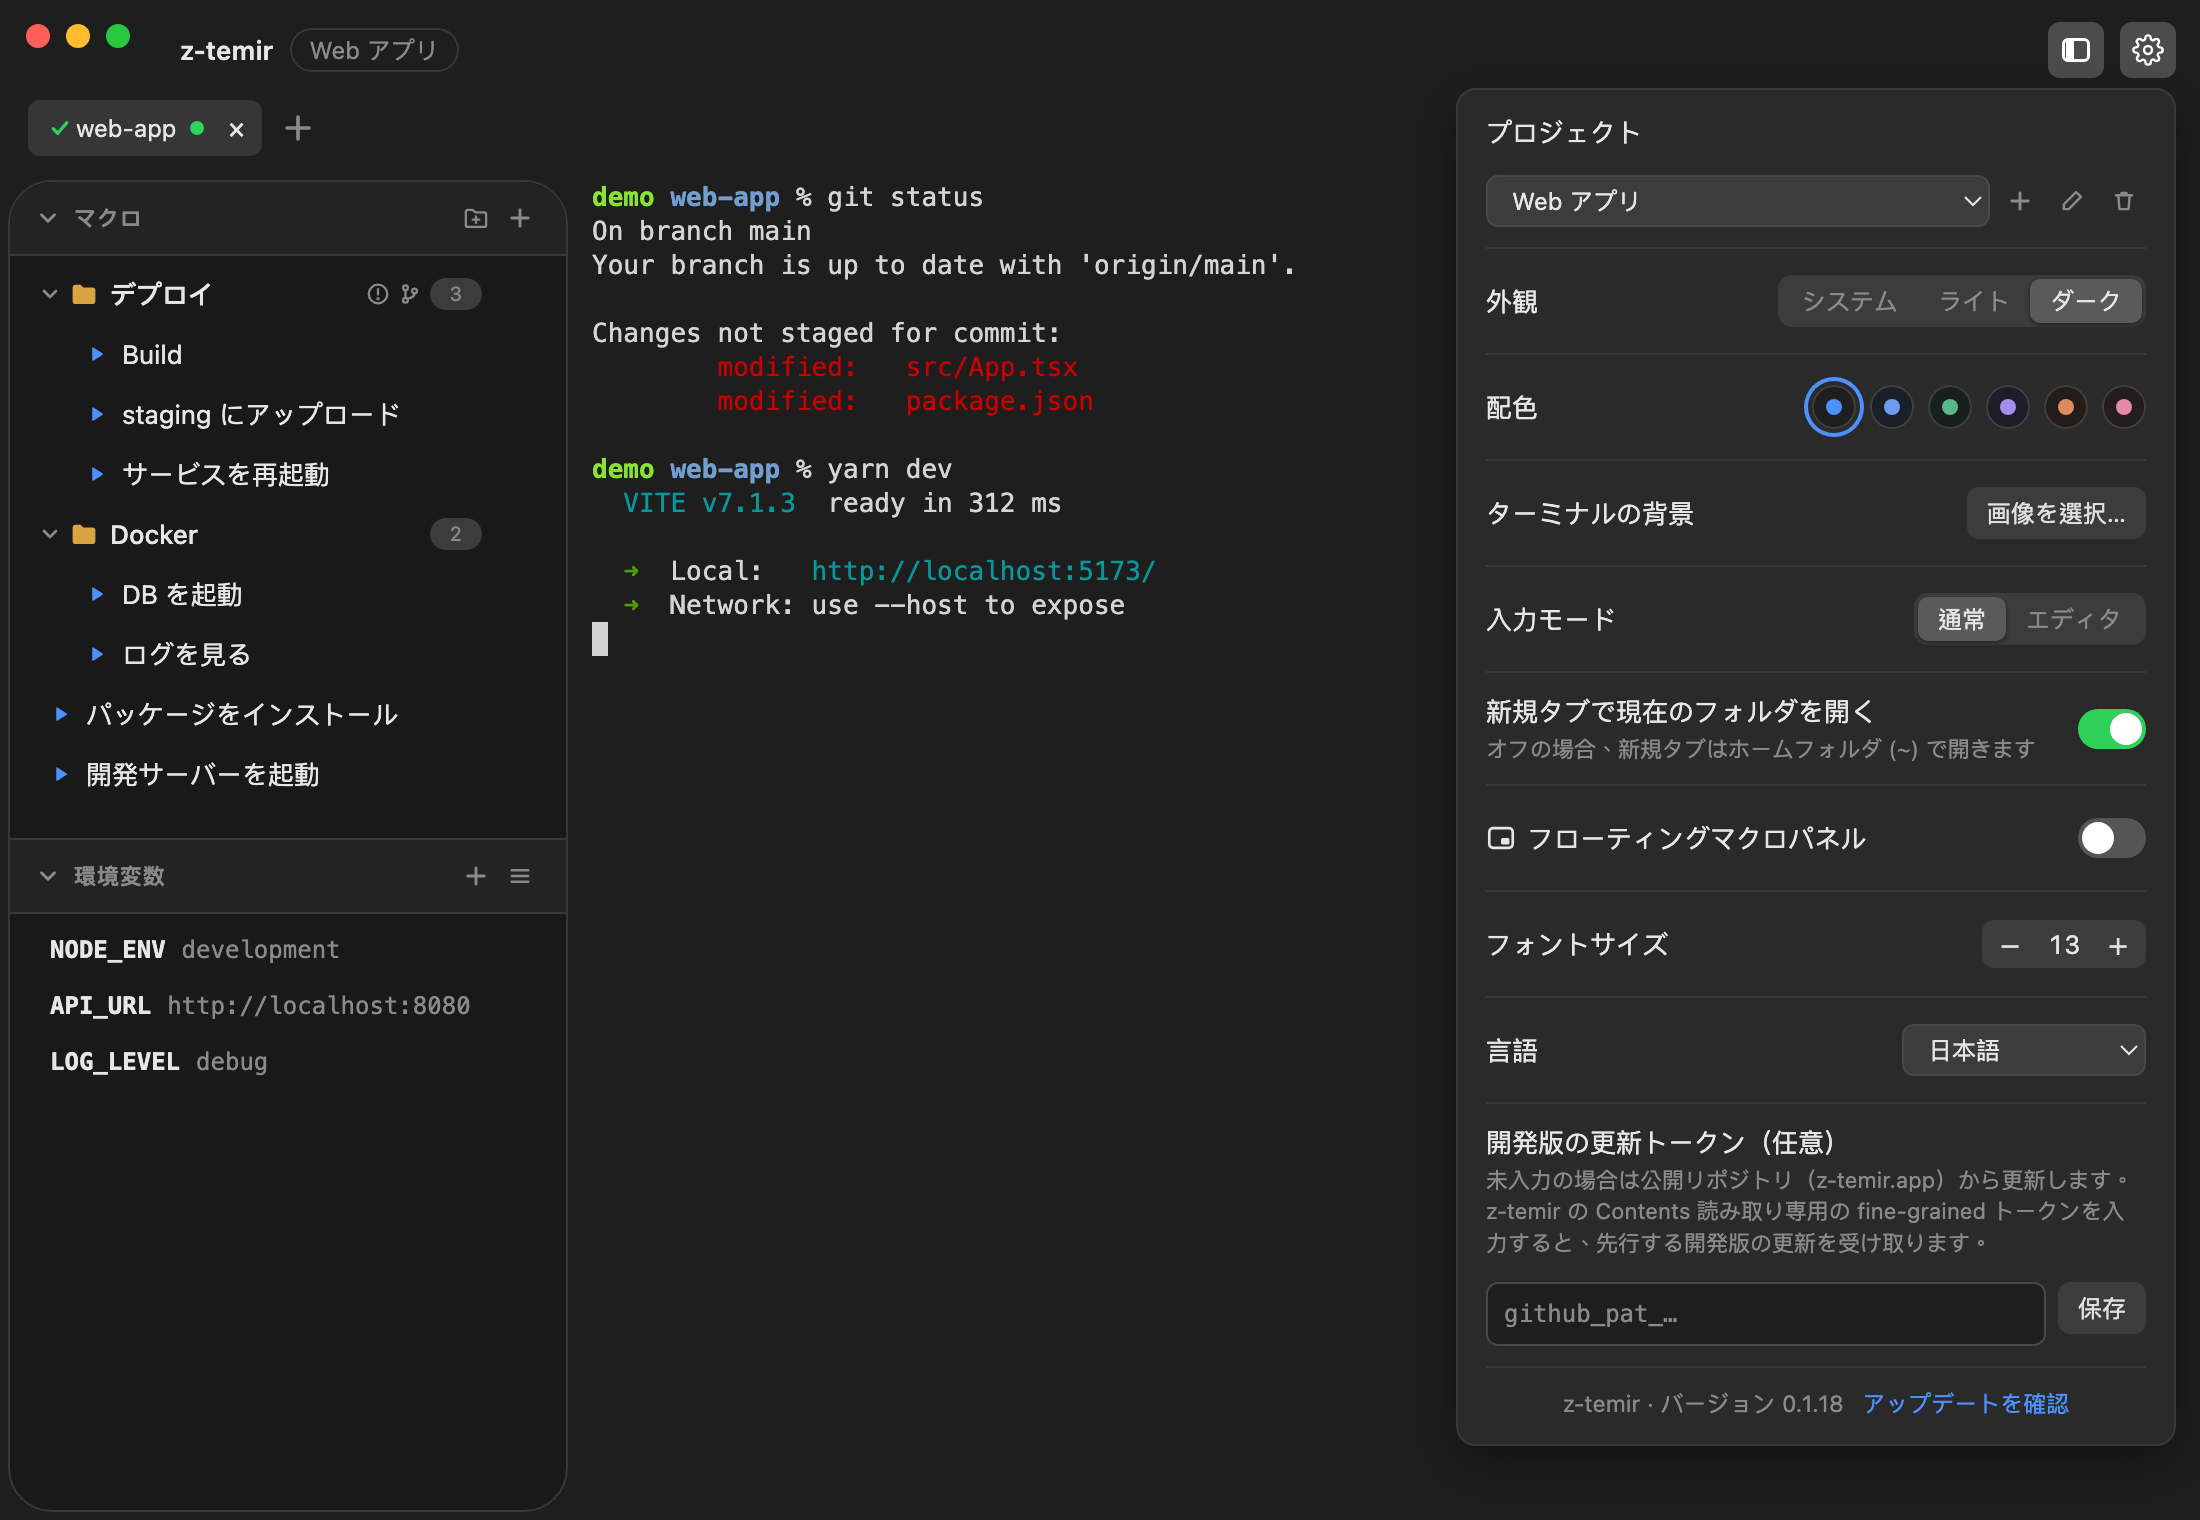 z-temir Web アプリ
web-app
マクロ
デプロイ 3
Build
staging にアップロード
サービスを再起動
Docker 2
DB を起動
ログを見る
パッケージをインストール
開発サーバーを起動
環境変数
NODE_ENV development
API_URL http://localhost:8080
LOG_LEVEL debug
demo web-app % git status
On branch main
Your branch is up to date with 'origin/main'.
Changes not staged for commit:
modified: src/App.tsx
modified: package.json
demo web-app % yarn dev
VITE v7.1.3 ready in 312 ms
➜ Local: http://localhost:5173/
➜ Network: use --host to expose
プロジェクト
Web アプリ
外観 システム ライト ダーク
配色
ターミナルの背景 画像を選択...
入力モード 通常 エディタ
新規タブで現在のフォルダを開く
オフの場合、新規タブはホームフォルダ (~) で開きます
フローティングマクロパネル
フォントサイズ − 13 +
言語 日本語
開発版の更新トークン（任意）
未入力の場合は公開リポジトリ（z-temir.app）から更新します。
z-temir の Contents 読み取り専用の fine-grained トークンを入
力すると、先行する開発版の更新を受け取ります。
github_pat_… 保存
z-temir · バージョン 0.1.18 アップデートを確認